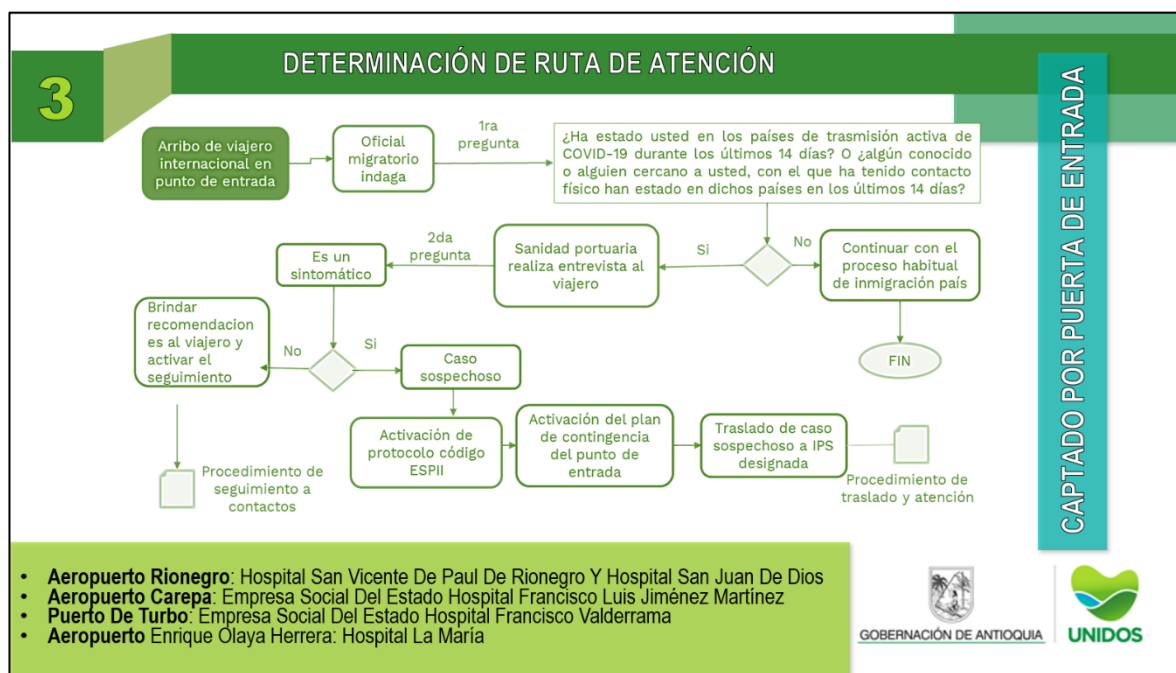 3
DETERMINACIÓN DE RUTA DE ATENCIÓN
CAPTADO POR PUERTA DE ENTRADA
Arribo de viajero
internacional en
punto de entrada
Oficial
migratorio
indaga
1ra
pregunta
¿Ha estado usted en los países de trasmisión activa de
COVID-19 durante los últimos 14 días? O ¿algún conocido
o alguien cercano a usted, con el que ha tenido contacto
físico han estado en dichos países en los últimos 14 días?
Es un
sintomático
2da
pregunta
Sanidad portuaria
realiza entrevista al
viajero
Si
No
Continuar con el
proceso habitual
de inmigración país
FIN
Brindar
recomendacion
es al viajero y
activar el
seguimiento
No
Si
Caso
sospechoso
Activación de
protocolo código
ESPII
Activación del plan
de contingencia
del punto de
entrada
Traslado de caso
sospechoso a IPS
designada
Procedimiento de
seguimiento a
contactos
Procedimiento de
traslado y atención
• Aeropuerto Rionegro: Hospital San Vicente De Paul De Rionegro Y Hospital San Juan De Dios
• Aeropuerto Carepa: Empresa Social Del Estado Hospital Francisco Luis Jiménez Martínez
• Puerto De Turbo: Empresa Social Del Estado Hospital Francisco Valderrama
• Aeropuerto Enrique Olaya Herrera: Hospital La María
GOBERNACIÓN DE ANTIOQUIA
UNIDOS